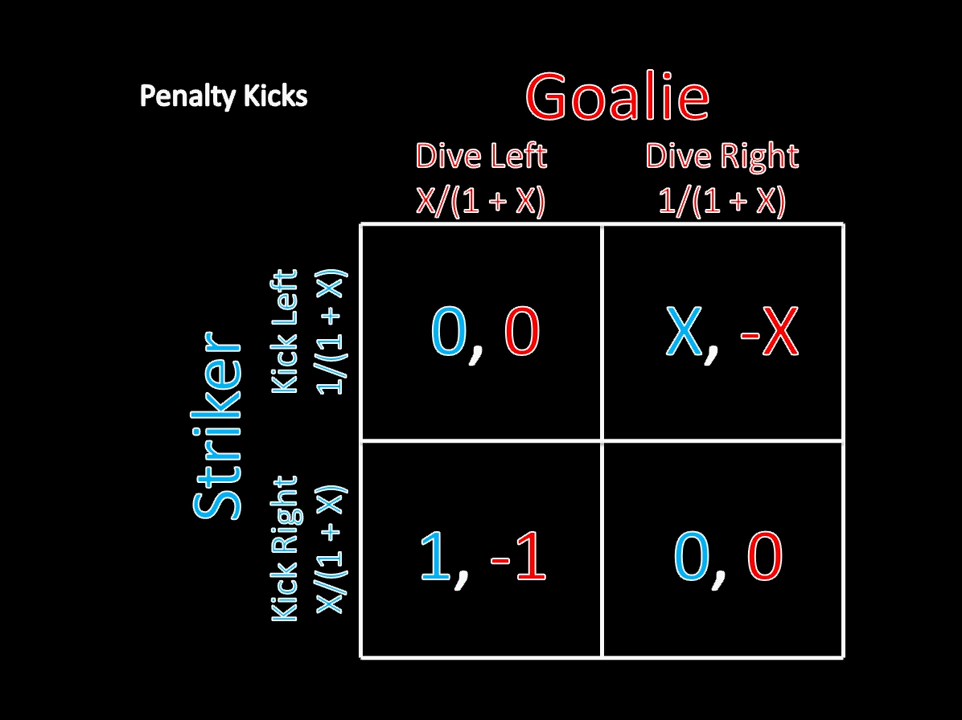 Penalty Kicks
Goalie
Dive Left
X/(1 + X)
Dive Right
1/(1 + X)
Striker
Kick Left
1/(1 + X)
0, 0
X, -X
Kick Right
X/(1 + X)
1, -1
0, 0